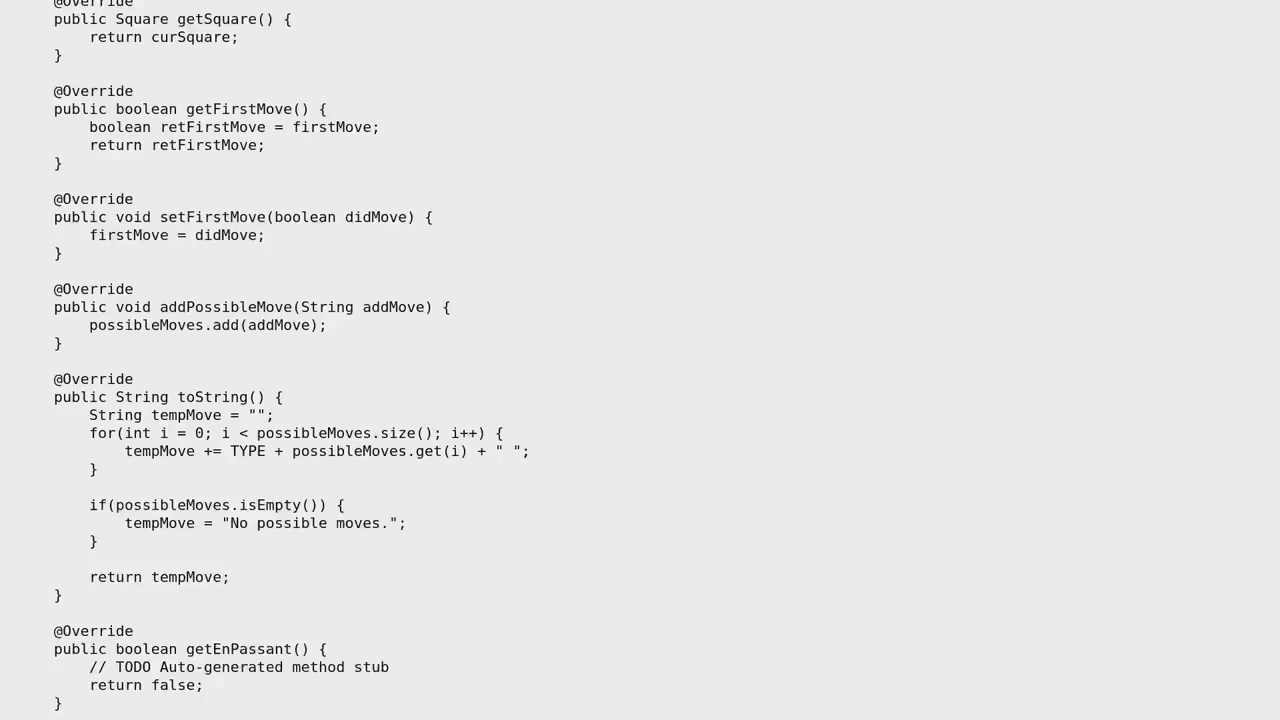 @Override
public Square getSquare() {
    return curSquare;
}

@Override
public boolean getFirstMove() {
    boolean retFirstMove = firstMove;
    return retFirstMove;
}

@Override
public void setFirstMove(boolean didMove) {
    firstMove = didMove;
}

@Override
public void addPossibleMove(String addMove) {
    possibleMoves.add(addMove);
}

@Override
public String toString() {
    String tempMove = "";
    for(int i = 0; i < possibleMoves.size(); i++) {
        tempMove += TYPE + possibleMoves.get(i) + " ";
    }

    if(possibleMoves.isEmpty()) {
        tempMove = "No possible moves.";
    }

    return tempMove;
}

@Override
public boolean getEnPassant() {
    // TODO Auto-generated method stub
    return false;
}